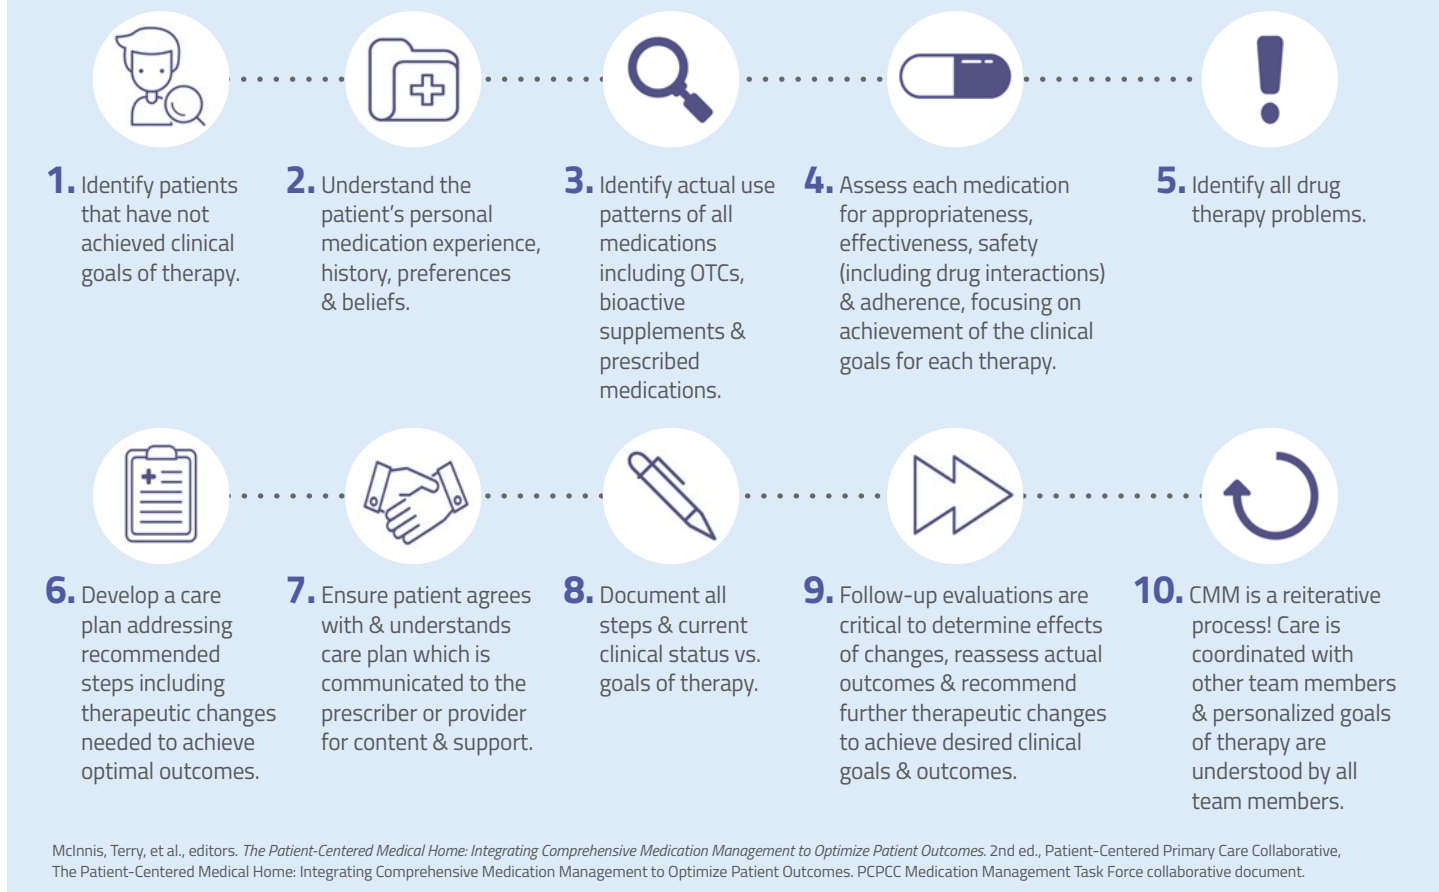 1. Identify patients
that have not
achieved clinical
goals of therapy.
2. Understand the
patient's personal
medication experience,
history, preferences
& beliefs.
3. Identify actual use
patterns of all
medications
including OTCs,
bioactive
supplements &
prescribed
medications.
4. Assess each medication
for appropriateness,
effectiveness, safety
(including drug interactions)
& adherence, focusing on
achievement of the clinical
goals for each therapy.
5. Identify all drug
therapy problems.
6. Develop a care
plan addressing
recommended
steps including
therapeutic changes
needed to achieve
optimal outcomes.
7. Ensure patient agrees
with & understands
care plan which is
communicated to the
prescriber or provider
for content & support.
8. Document all
steps & current
clinical status vs.
goals of therapy.
9. Follow-up evaluations are
critical to determine effects
of changes, reassess actual
outcomes & recommend
further therapeutic changes
to achieve desired clinical
goals & outcomes.
10. CMM is a reiterative
process! Care is
coordinated with
other team members
& personalized goals
of therapy are
understood by all
team members.
McInnis, Terry, et al., editors. The Patient-Centered Medical Home: Integrating Comprehensive Medication Management to Optimize Patient Outcomes. 2nd ed., Patient-Centered Primary Care Collaborative,
The Patient-Centered Medical Home: Integrating Comprehensive Medication Management to Optimize Patient Outcomes. PCPCC Medication Management Task Force collaborative document.